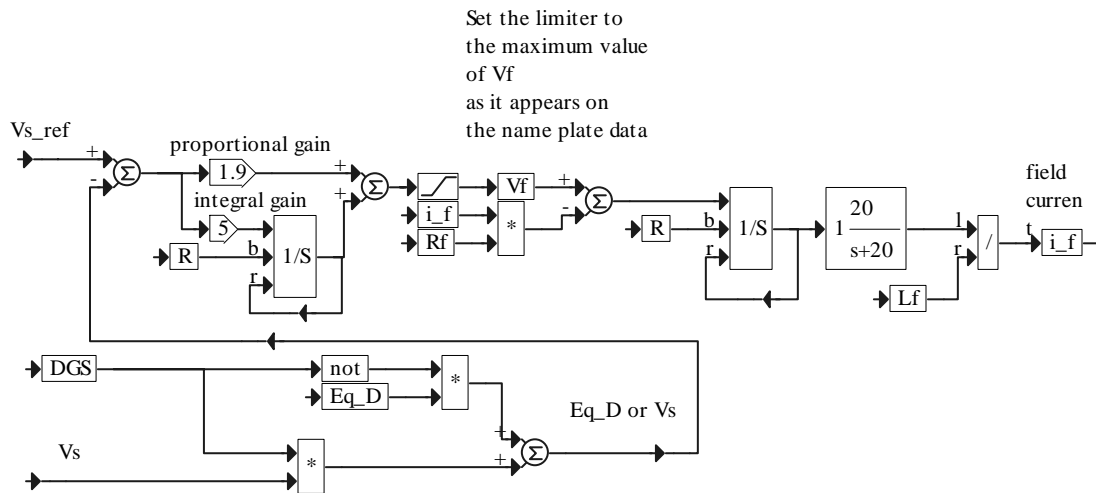 Set the limiter to
the maximum value
of Vf
as it appears on
the name plate data
Vs_ref
+
-
Σ
proportional gain
1.9
integral gain
5
R
b
r
1/S
+
+
Σ
i_f
Rf
Vf
*
+
-
Σ
R
b
r
1/S
1 20
s+20
l
r
/
Lf
field
curren
t
i_f
DGS
not
Eq_D
*
Vs
*
+
+
Σ
Eq_D or Vs